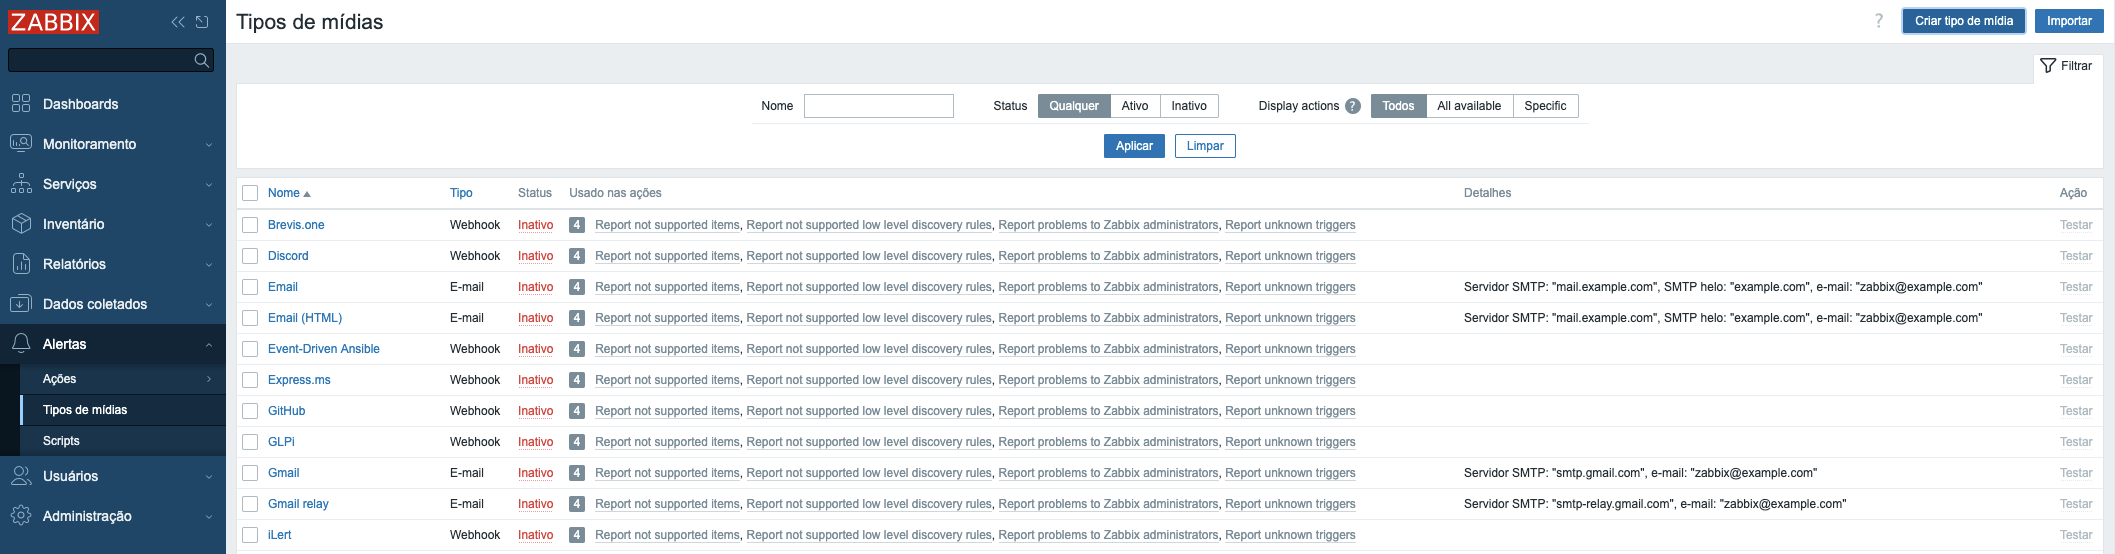 ZABBIX
Tipos de mídias
? Criar tipo de mídia Importar
Filtrar
Dashboards
Monitoramento
Serviços
Inventário
Relatórios
Dados coletados
Alertas
Ações
Tipos de mídias
Scripts
Usuários
Administração
Nome Status Qualquer Ativo Inativo Display actions ? Todos All available Specific
Aplicar Limpar
Nome Tipo Status Usado nas ações Detalhes Ação
Brevis.one Webhook Inativo 4 Report not supported items, Report not supported low level discovery rules, Report problems to Zabbix administrators, Report unknown triggers Testar
Discord Webhook Inativo 4 Report not supported items, Report not supported low level discovery rules, Report problems to Zabbix administrators, Report unknown triggers Testar
Email E-mail Inativo 4 Report not supported items, Report not supported low level discovery rules, Report problems to Zabbix administrators, Report unknown triggers Servidor SMTP: "mail.example.com", SMTP helo: "example.com", e-mail: "zabbix@example.com" Testar
Email (HTML) E-mail Inativo 4 Report not supported items, Report not supported low level discovery rules, Report problems to Zabbix administrators, Report unknown triggers Servidor SMTP: "mail.example.com", SMTP helo: "example.com", e-mail: "zabbix@example.com" Testar
Event-Driven Ansible Webhook Inativo 4 Report not supported items, Report not supported low level discovery rules, Report problems to Zabbix administrators, Report unknown triggers Testar
Express.ms Webhook Inativo 4 Report not supported items, Report not supported low level discovery rules, Report problems to Zabbix administrators, Report unknown triggers Testar
GitHub Webhook Inativo 4 Report not supported items, Report not supported low level discovery rules, Report problems to Zabbix administrators, Report unknown triggers Testar
GLPi Webhook Inativo 4 Report not supported items, Report not supported low level discovery rules, Report problems to Zabbix administrators, Report unknown triggers Testar
Gmail E-mail Inativo 4 Report not supported items, Report not supported low level discovery rules, Report problems to Zabbix administrators, Report unknown triggers Servidor SMTP: "smtp.gmail.com", e-mail: "zabbix@example.com" Testar
Gmail relay E-mail Inativo 4 Report not supported items, Report not supported low level discovery rules, Report problems to Zabbix administrators, Report unknown triggers Servidor SMTP: "smtp-relay.gmail.com", e-mail: "zabbix@example.com" Testar
iLert Webhook Inativo 4 Report not supported items, Report not supported low level discovery rules, Report problems to Zabbix administrators, Report unknown triggers Testar